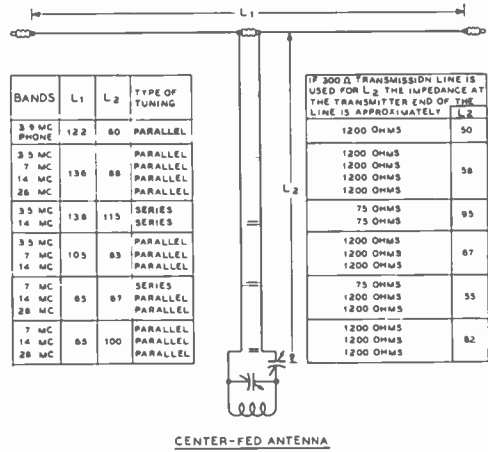 L1
BANDS L1 L2 TYPE OF TUNING
3.9 MC PHONE 122 60 PARALLEL
3.5 MC PARALLEL
7 MC PARALLEL
136 88
14 MC PARALLEL
28 MC PARALLEL
3.5 MC SERIES
138 115
14 MC SERIES
3.5 MC PARALLEL
7 MC 105 83 PARALLEL
14 MC PARALLEL
7 MC SERIES
14 MC 65 67 PARALLEL
28 MC PARALLEL
7 MC PARALLEL
14 MC 65 100 PARALLEL
28 MC PARALLEL
L2
IF 300 Ω TRANSMISSION LINE IS
USED FOR L2 THE IMPEDANCE AT
THE TRANSMITTER END OF THE
LINE IS APPROXIMATELY L2
1200 OHMS 50
1200 OHMS
1200 OHMS
58
1200 OHMS
1200 OHMS
75 OHMS
95
75 OHMS
1200 OHMS
1200 OHMS 67
1200 OHMS
75 OHMS
1200 OHMS 55
1200 OHMS
1200 OHMS
1200 OHMS 82
1200 OHMS
CENTER-FED ANTENNA